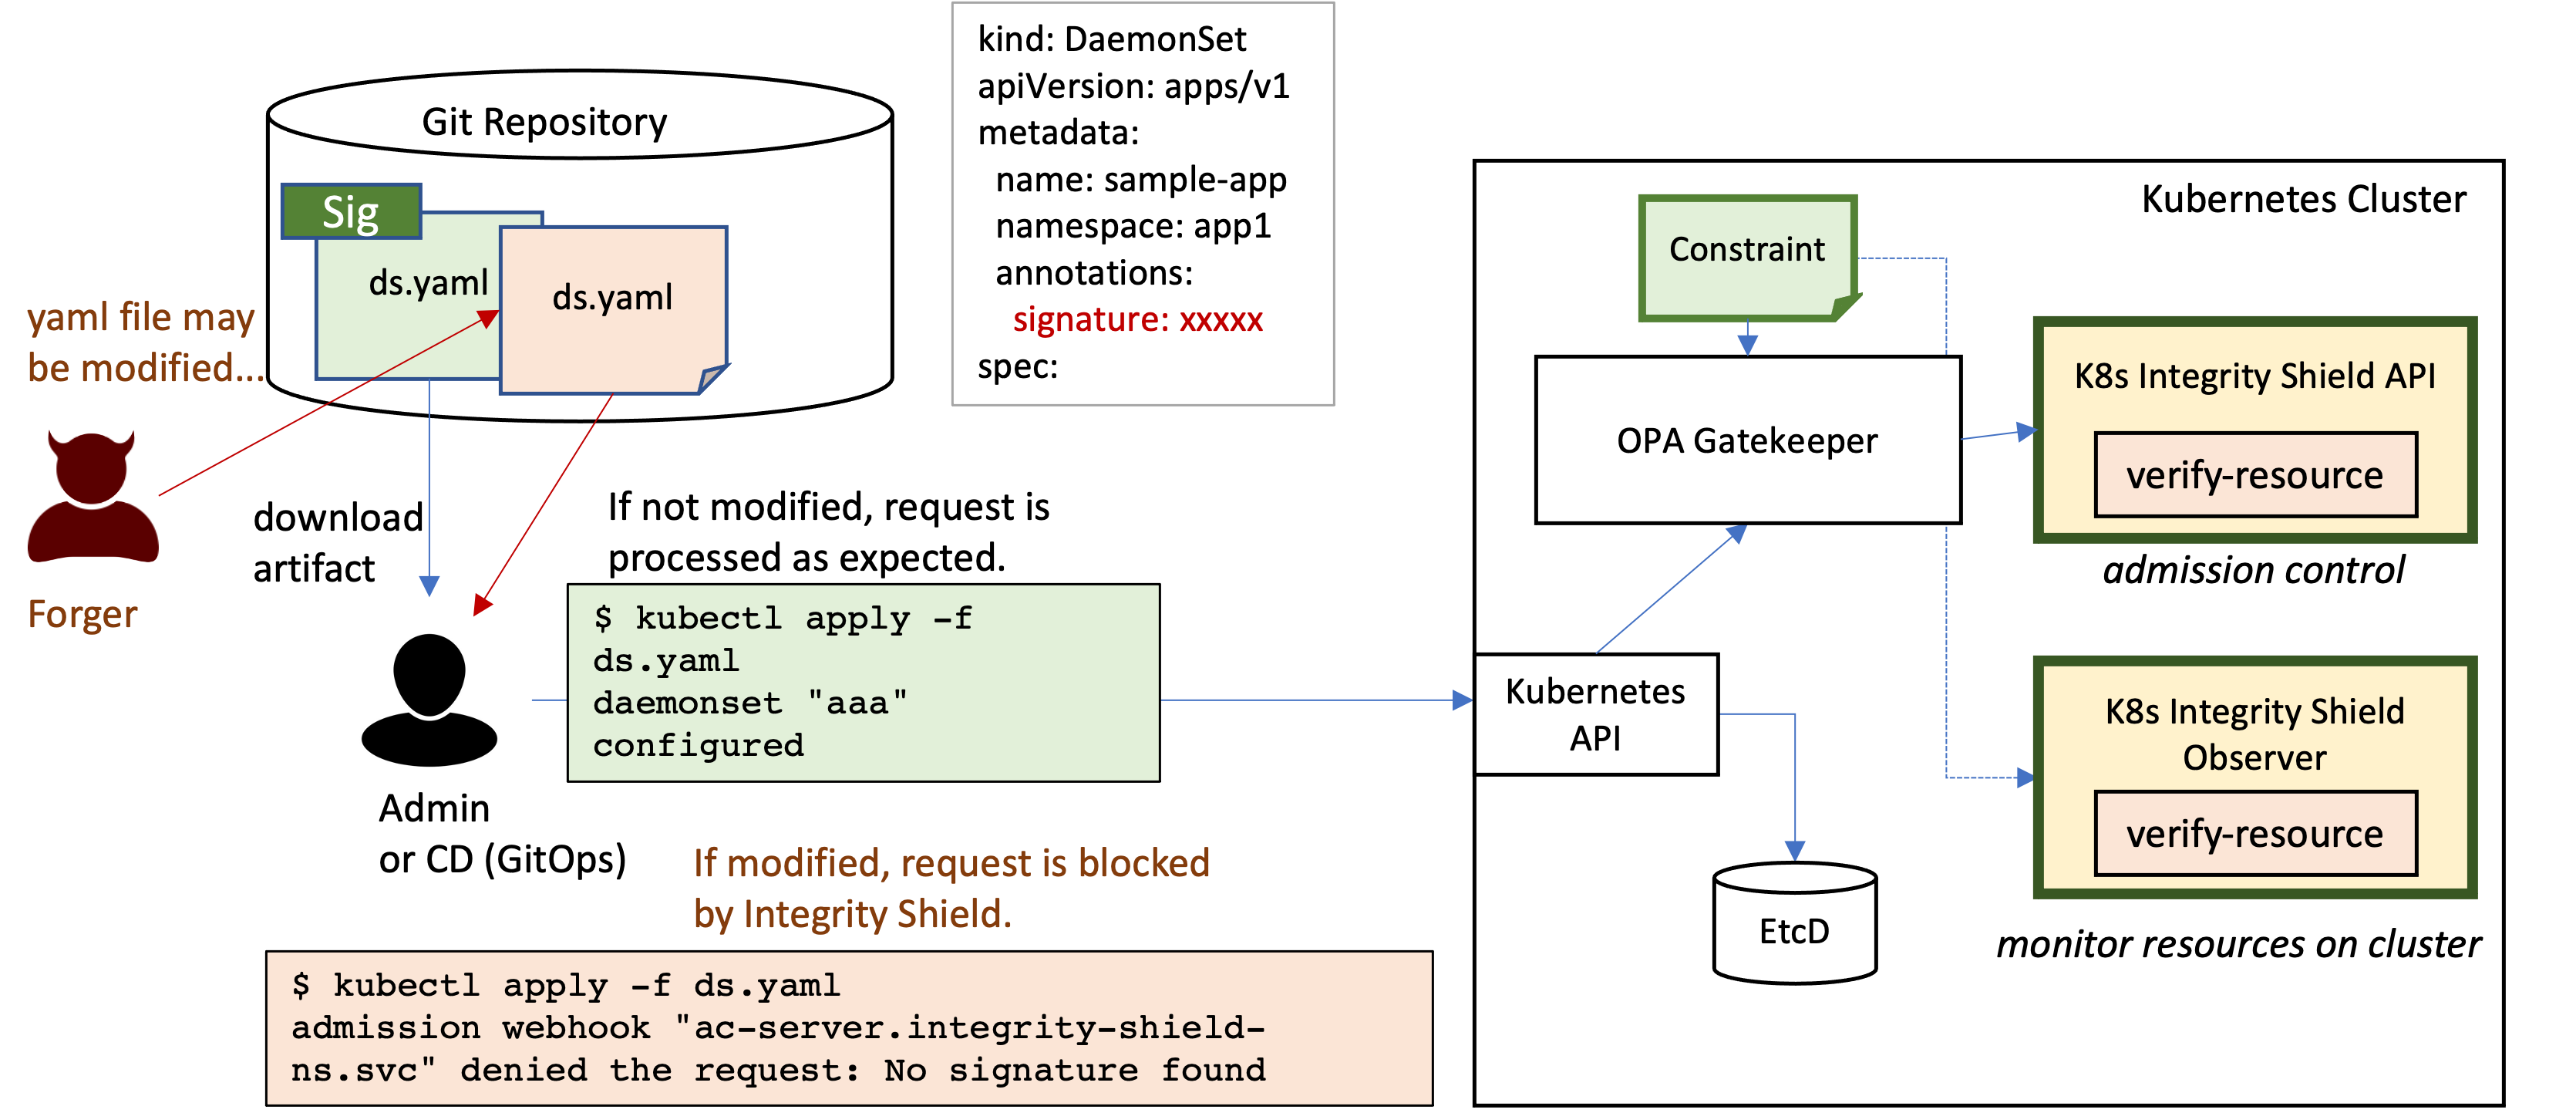 Git Repository
Sig
ds.yaml
ds.yaml
yaml file may
be modified...
Forger
download
artifact
Admin
or CD (GitOps)
kind: DaemonSet
apiVersion: apps/v1
metadata:
name: sample-app
namespace: app1
annotations:
signature: xxxxx
spec:
If not modified, request is
processed as expected.
$ kubectl apply -f
ds.yaml
daemonset "aaa"
configured
If modified, request is blocked
by Integrity Shield.
$ kubectl apply -f ds.yaml
admission webhook "ac-server.integrity-shield-
ns.svc" denied the request: No signature found
Kubernetes Cluster
Constraint
OPA Gatekeeper
K8s Integrity Shield API
verify-resource
admission control
Kubernetes
API
K8s Integrity Shield
Observer
verify-resource
monitor resources on cluster
EtcD